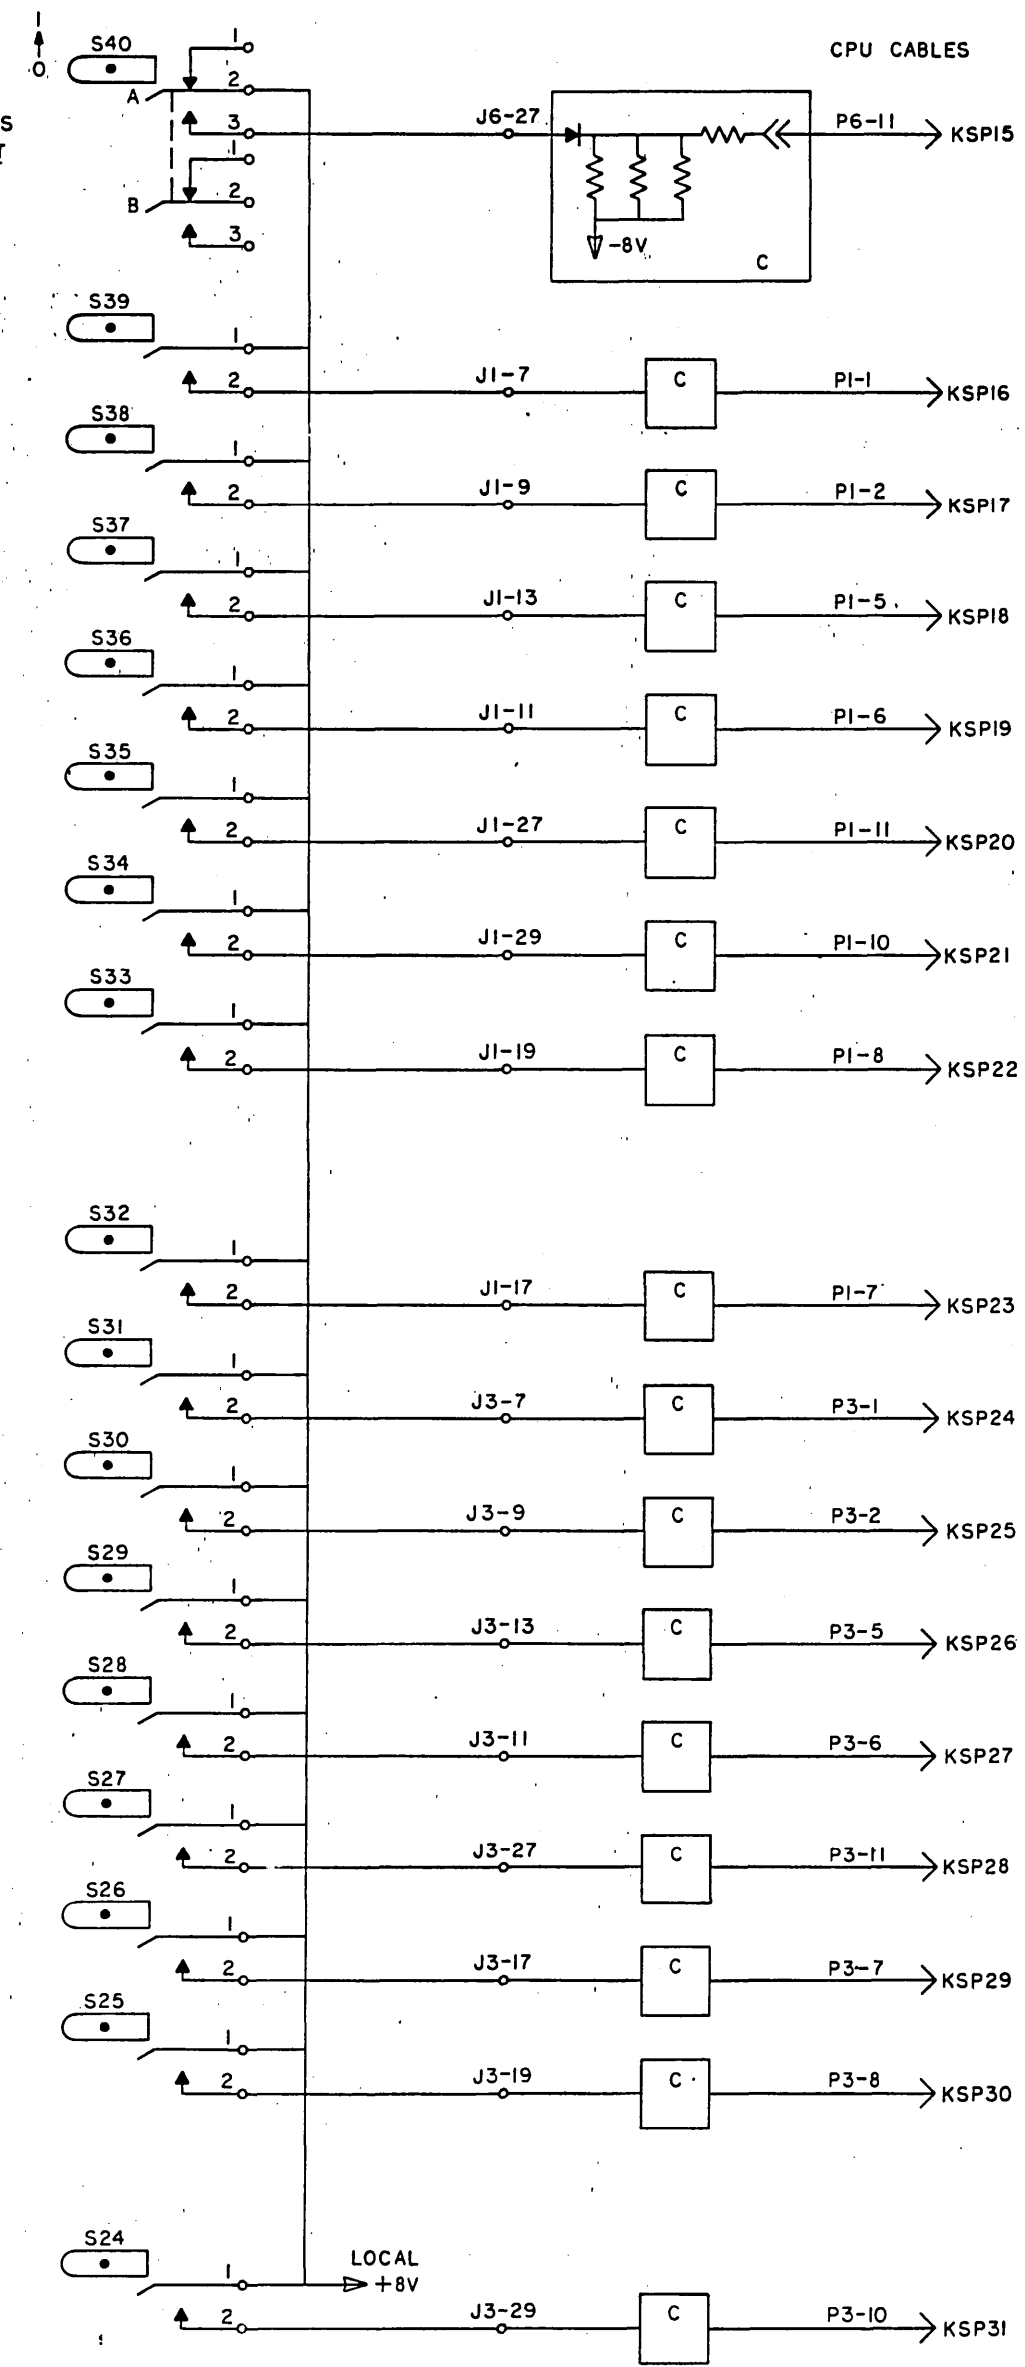 1
0
S
T
CPU CABLES
S40
A
1
2
3 J6-27 P6-11 KSP15
1
B 2
3
-8V
C
S39
1
2 J1-7 C P1-1 KSP16
S38
1
2 J1-9 C P1-2 KSP17
S37
1
2 J1-13 C P1-5 KSP18
S36
1
2 J1-11 C P1-6 KSP19
S35
1
2 J1-27 C P1-11 KSP20
S34
1
2 J1-29 C P1-10 KSP21
S33
1
2 J1-19 C P1-8 KSP22
S32
1
2 J1-17 C P1-7 KSP23
S31
1
2 J3-7 C P3-1 KSP24
S30
1
2 J3-9 C P3-2 KSP25
S29
1
2 J3-13 C P3-5 KSP26
S28
1
2 J3-11 C P3-6 KSP27
S27
1
2 J3-27 C P3-11 KSP28
S26
1
2 J3-17 C P3-7 KSP29
S25
1
2 J3-19 C P3-8 KSP30
S24
1
LOCAL
+8V
2 J3-29 C P3-10 KSP31